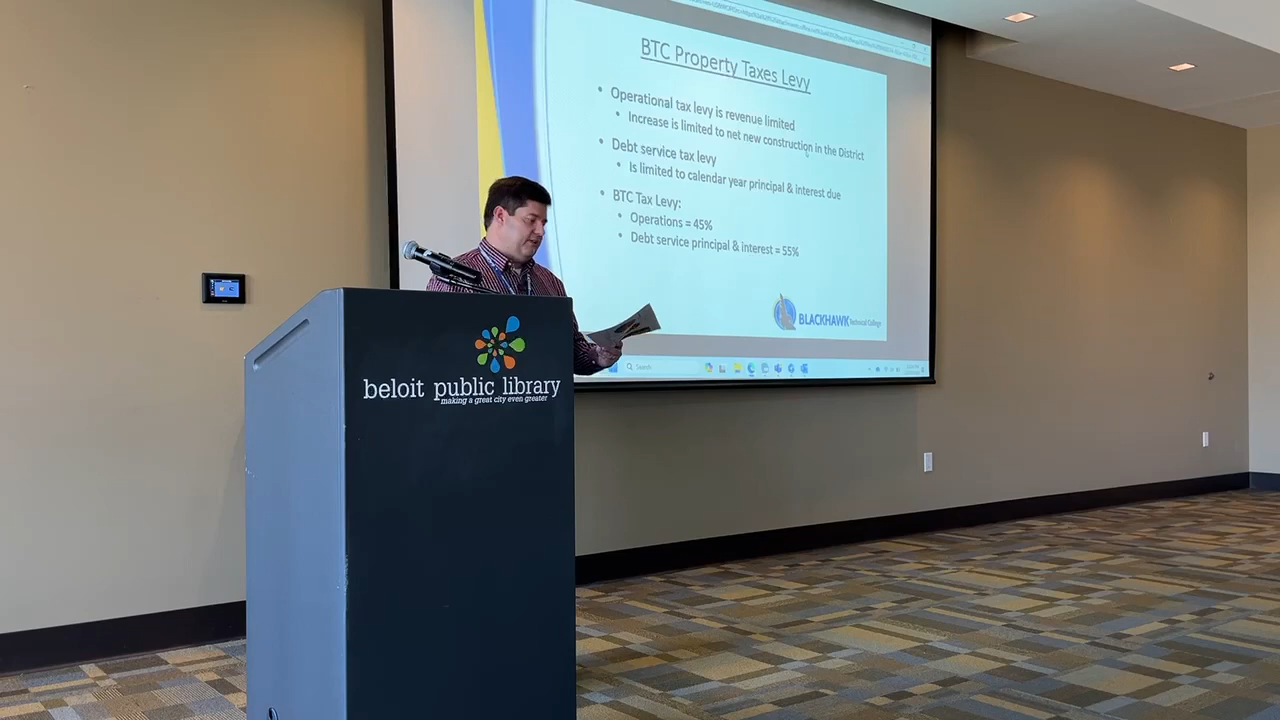 BTC Property Taxes Levy
• Operational tax levy is revenue limited
• Increase is limited to net new construction in the District
• Debt service tax levy
• Is limited to calendar year principal & interest due
• BTC Tax Levy:
• Operations = 45%
• Debt service principal & interest = 55%
BLACKHAWK Technical College
Search
beloit public library
making a great city even greater